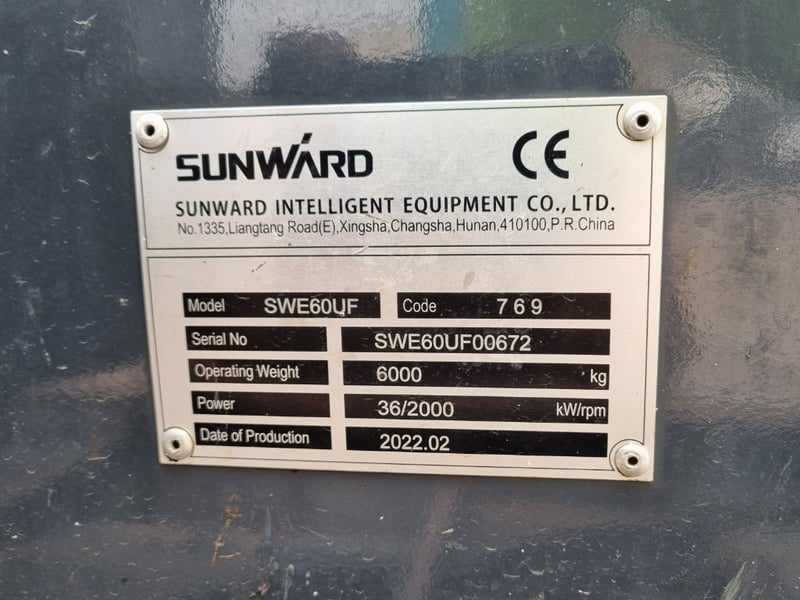 SUNWARD CE
SUNWARD INTELLIGENT EQUIPMENT CO., LTD.
No.1335,Liangtang Road(E),Xingsha,Changsha,Hunan,410100,P.R.China
Model SWE60UF Code 769
Serial No SWE60UF00672
Operating Weight 6000 kg
Power 36/2000 kW/rpm
Date of Production 2022.02